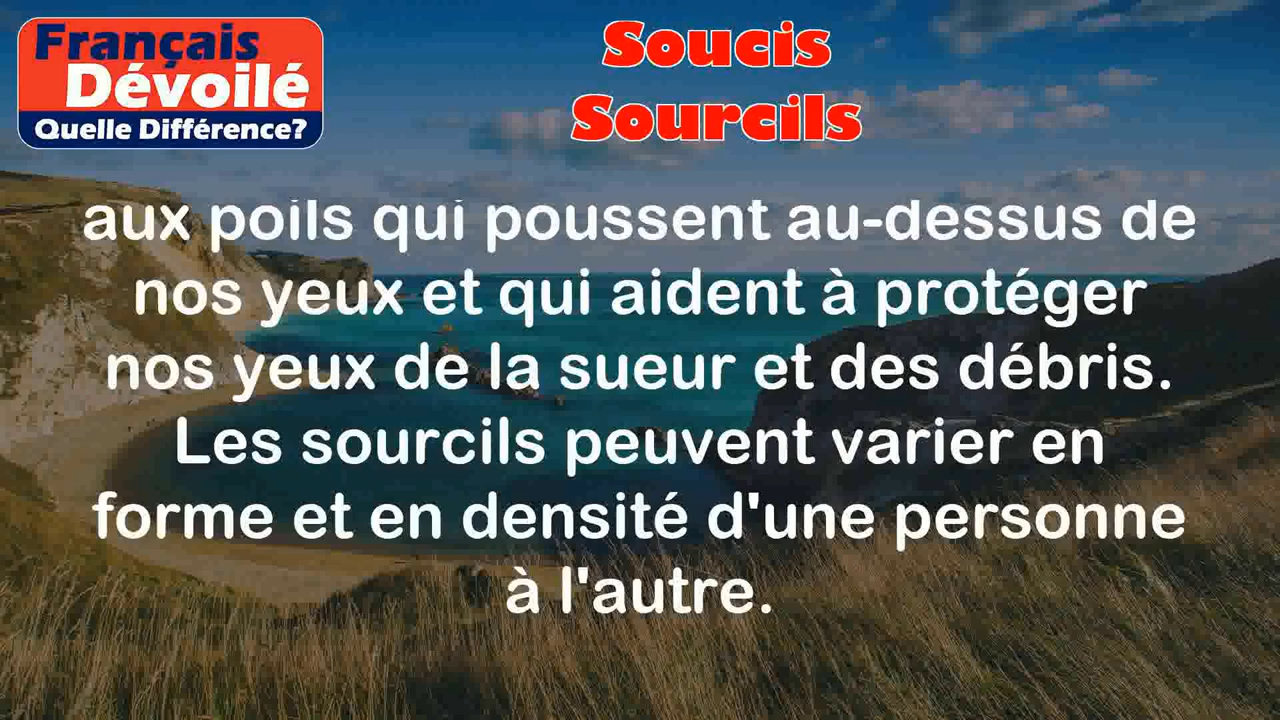 Français
Dévoilé
Quelle Différence?
Soucis
Sourcils
aux poils qui poussent au-dessus de
nos yeux et qui aident à protéger
nos yeux de la sueur et des débris.
Les sourcils peuvent varier en
forme et en densité d'une personne
à l'autre.